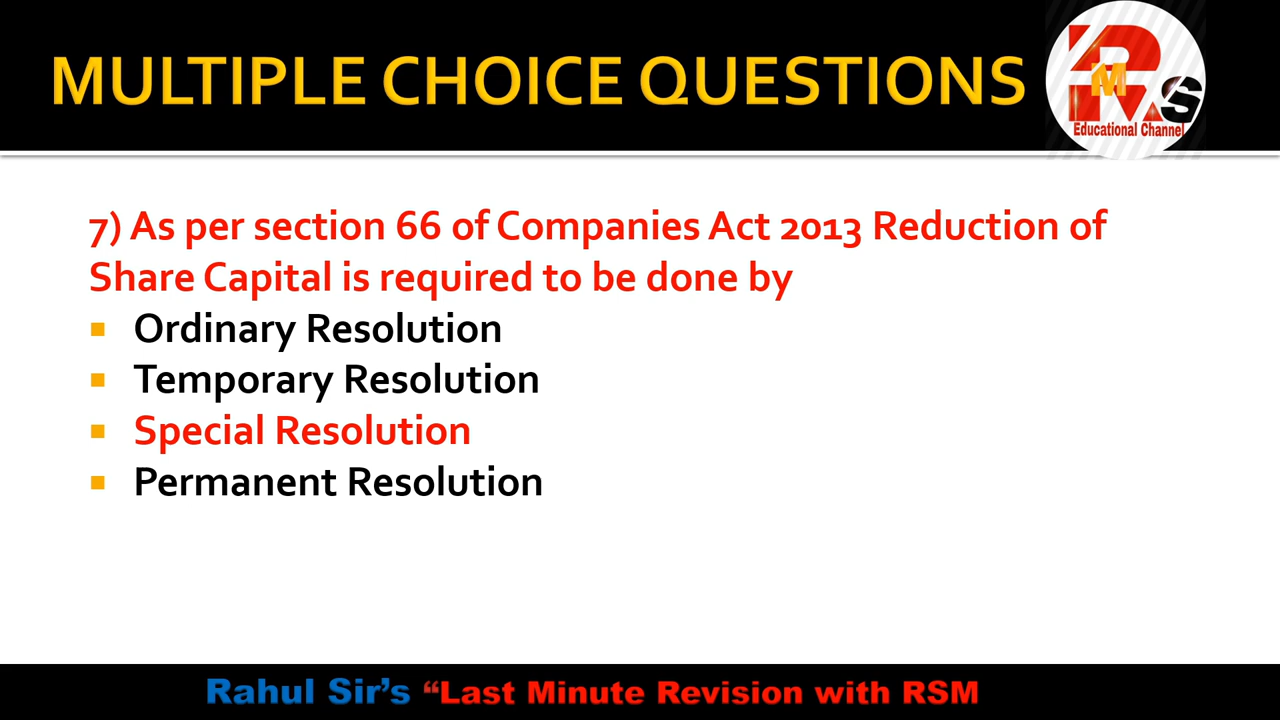 MULTIPLE CHOICE QUESTIONS
RMS
Educational Channel
7) As per section 66 of Companies Act 2013 Reduction of
Share Capital is required to be done by
Ordinary Resolution
Temporary Resolution
Special Resolution
Permanent Resolution
Rahul Sir's “Last Minute Revision with RSM